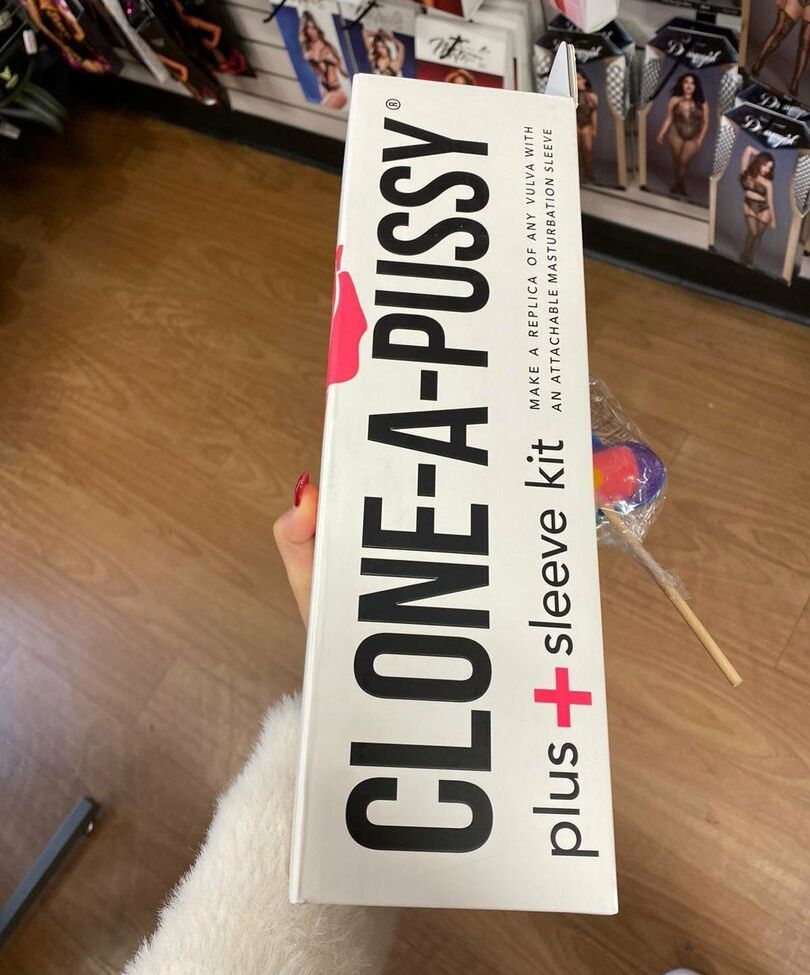 CLONE-A-PUSSY®
plus + sleeve kit
MAKE A REPLICA OF ANY VULVA WITH
AN ATTACHABLE MASTURBATION SLEEVE